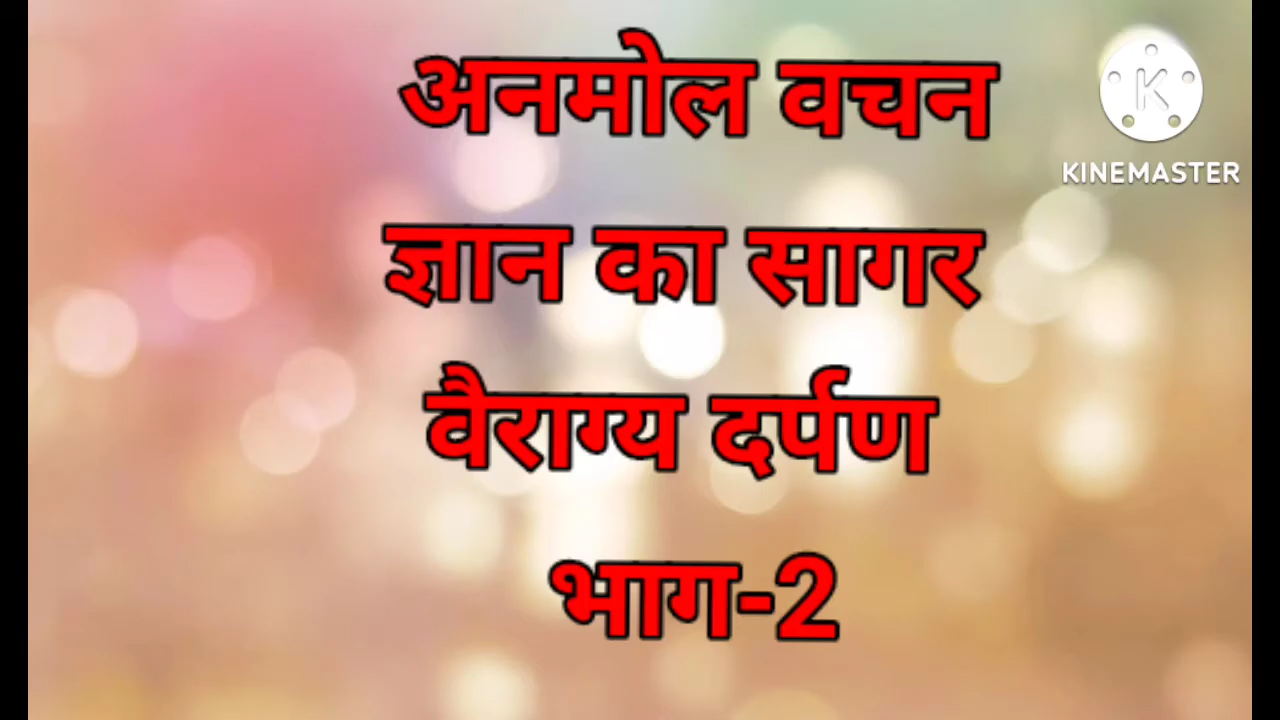 अनमोल वचन
ज्ञान का सागर
वैराग्य दर्पण
भाग-2
K
KINEMASTER